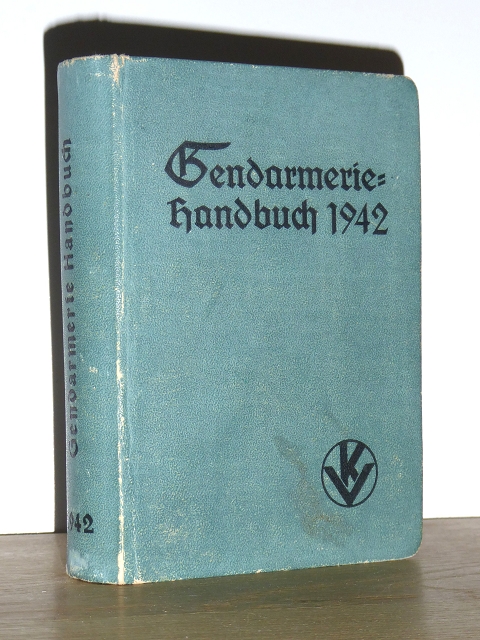 Gendarmerie=
Handbuch 1942
KV
Gendarmerie Handbuch
1942